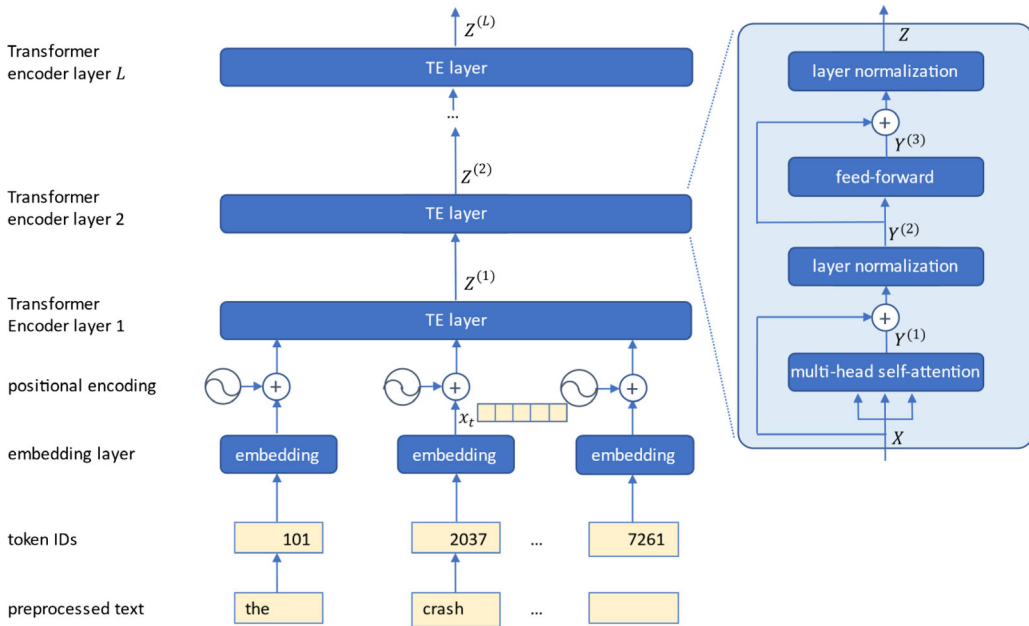 Z^{(L)}
Transformer
encoder layer L
TE layer
...
Z^{(2)}
Transformer
encoder layer 2
TE layer
Z^{(1)}
Transformer
Encoder layer 1
TE layer
positional encoding
+
+
+
x_t
embedding layer
embedding
embedding
embedding
token IDs
101
2037
...
7261
preprocessed text
the
crash
...
Z
layer normalization
+
Y^{(3)}
feed-forward
Y^{(2)}
layer normalization
+
Y^{(1)}
multi-head self-attention
X